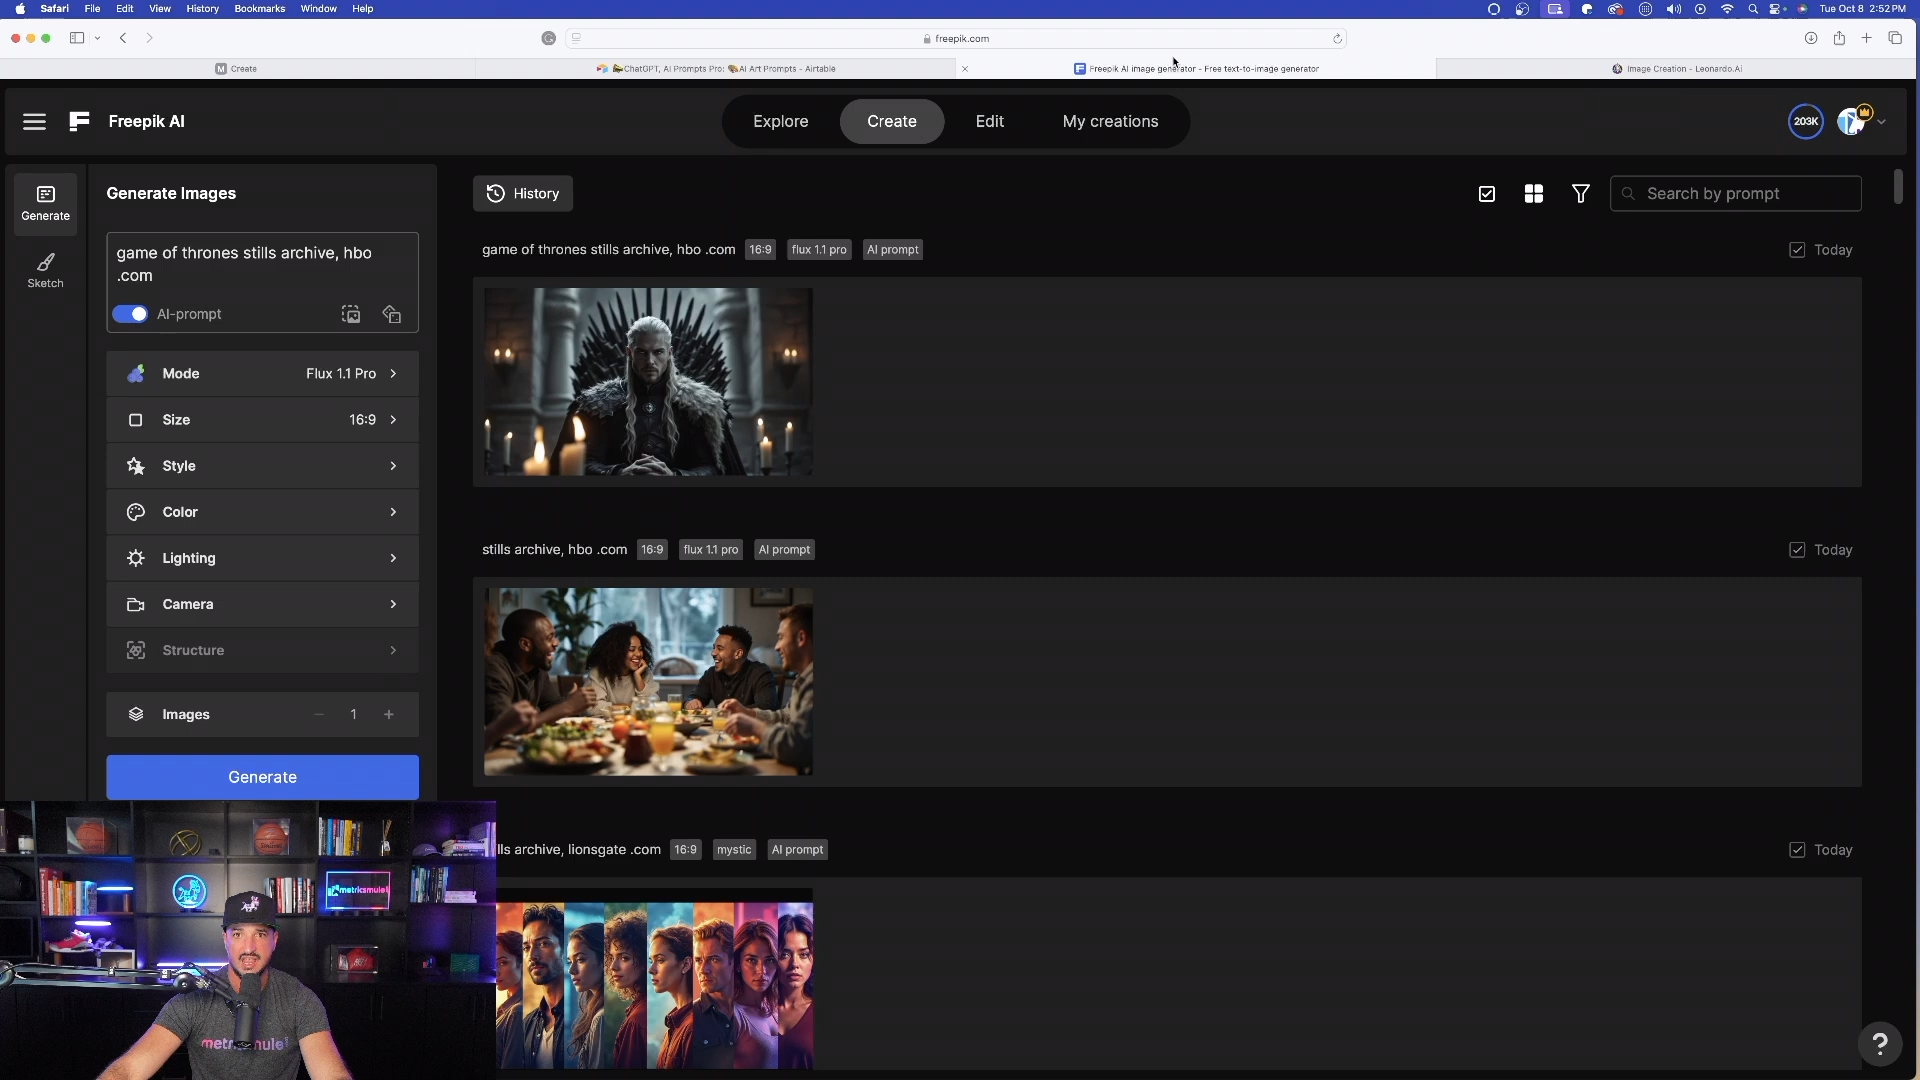 Safari File Edit View History Bookmarks Window Help
Tue Oct 8 2:52 PM
freepik.com
Create
ChatGPT, AI Prompts Pro: AI Art Prompts - Airtable
Freepik AI image generator - Free text-to-image generator
Image Creation - Leonardo.Ai
Freepik AI
Explore
Create
Edit
My creations
203K
Generate
Sketch
Generate Images
game of thrones stills archive, hbo
.com
AI-prompt
Mode Flux 1.1 Pro
Size 16:9
Style
Color
Lighting
Camera
Structure
Images 1
Generate
History
Search by prompt
game of thrones stills archive, hbo .com 16:9 flux 1.1 pro AI prompt
Today
stills archive, hbo .com 16:9 flux 1.1 pro AI prompt
Today
lls archive, lionsgate .com 16:9 mystic AI prompt
Today
metricsmule
?